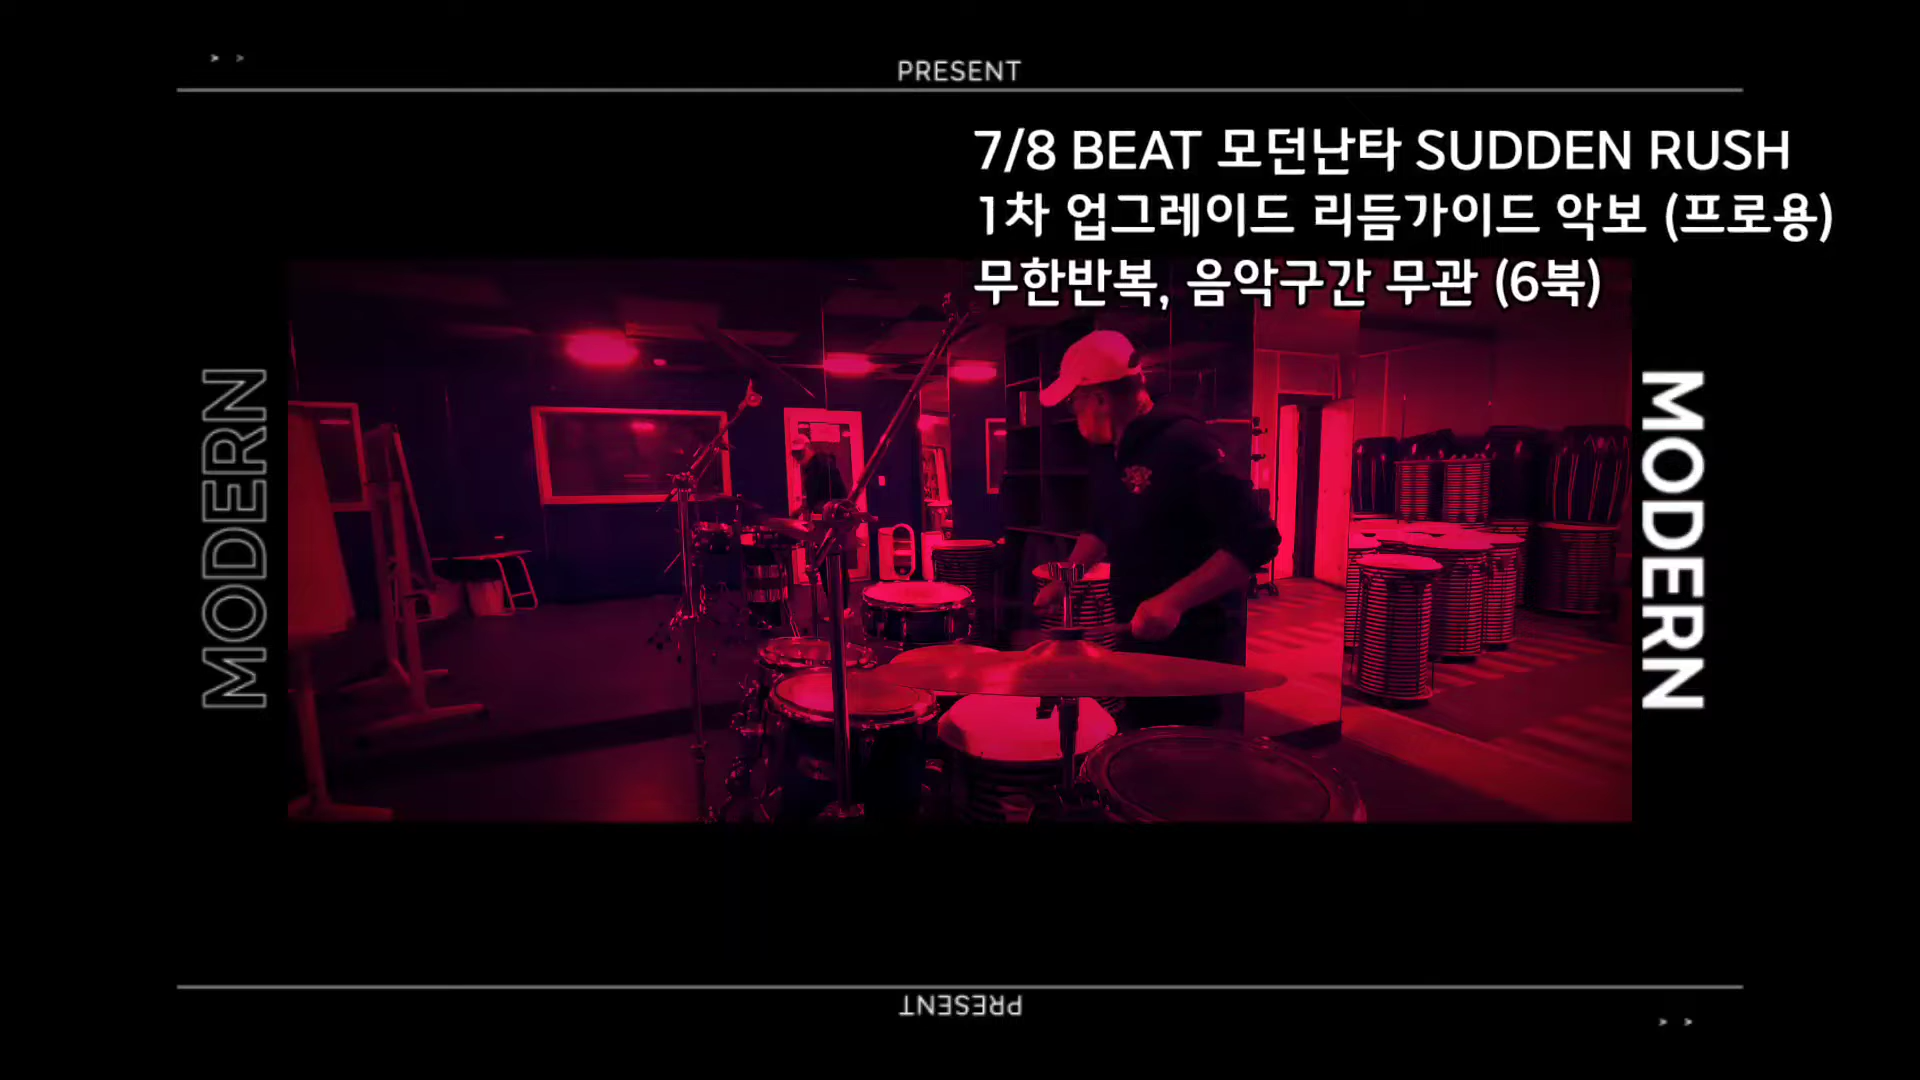 PRESENT
7/8 BEAT 모던난타 SUDDEN RUSH
1차 업그레이드 리듬가이드 악보 (프로용)
무한반복, 음악구간 무관 (6북)
MODERN
MODERN
PRESENT